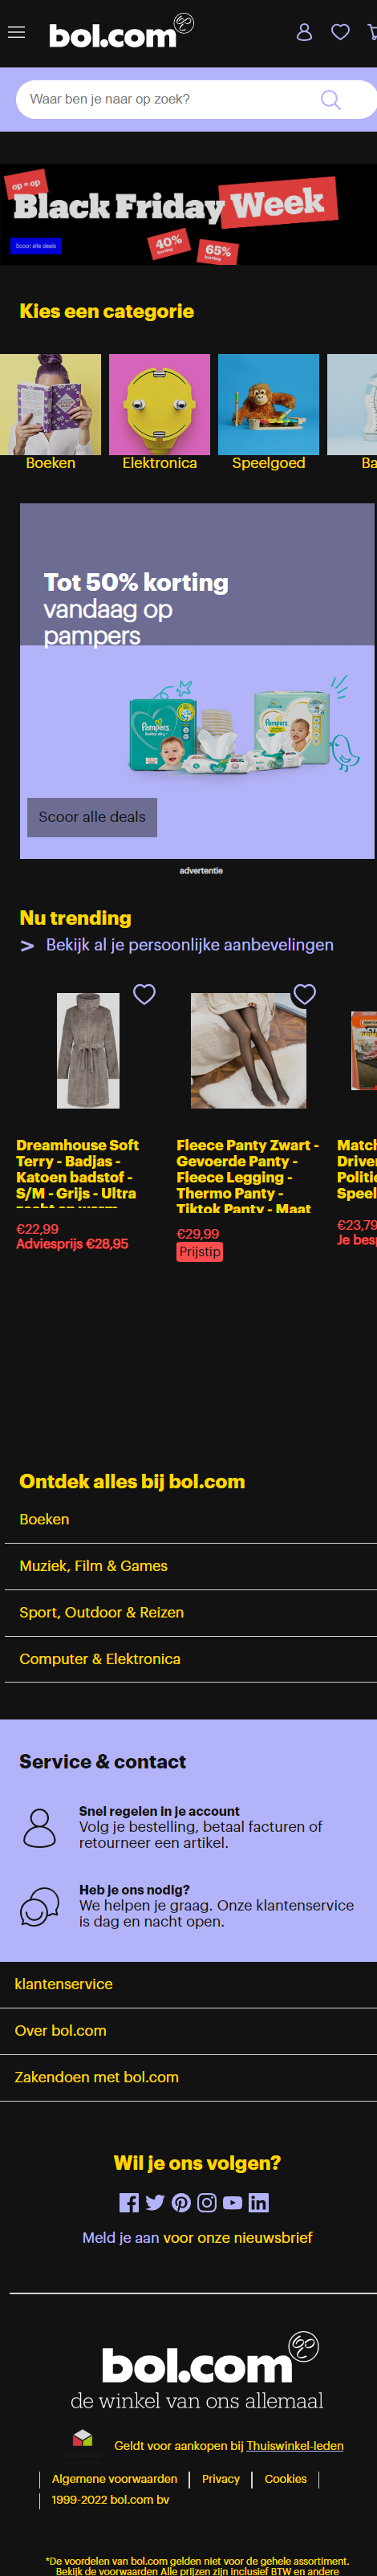 bol.com
Waar ben je naar op zoek?
op = op
Black Friday Week
Scoor alle deals
40%
korting
65%
korting
Kies een categorie
Boeken
Elektronica
Speelgoed
Ba
Tot 50% korting
vandaag op
pampers
Pampers
Pampers
Scoor alle deals
advertentie
Nu trending
> Bekijk al je persoonlijke aanbevelingen
Dreamhouse Soft
Terry - Badjas -
Katoen badstof -
S/M - Grijs - Ultra
zacht en warm
€22,99
Adviesprijs €28,95
Fleece Panty Zwart -
Gevoerde Panty -
Fleece Legging -
Thermo Panty -
Tiktok Panty - Maat
€29,99
Prijstip
Match
Driver
Politie
Speel
€23,79
Je besp
Ontdek alles bij bol.com
Boeken
Muziek, Film & Games
Sport, Outdoor & Reizen
Computer & Elektronica
Service & contact
Snel regelen in je account
Volg je bestelling, betaal facturen of
retourneer een artikel.
Heb je ons nodig?
We helpen je graag. Onze klantenservice
is dag en nacht open.
klantenservice
Over bol.com
Zakendoen met bol.com
Wil je ons volgen?
Meld je aan voor onze nieuwsbrief
bol.com
de winkel van ons allemaal
Geldt voor aankopen bij Thuiswinkel-leden
Algemene voorwaarden
Privacy
Cookies
1999-2022 bol.com bv
*De voordelen van bol.com gelden niet voor de gehele assortiment.
Bekijk de voorwaarden Alle prijzen zijn inclusief BTW en andere